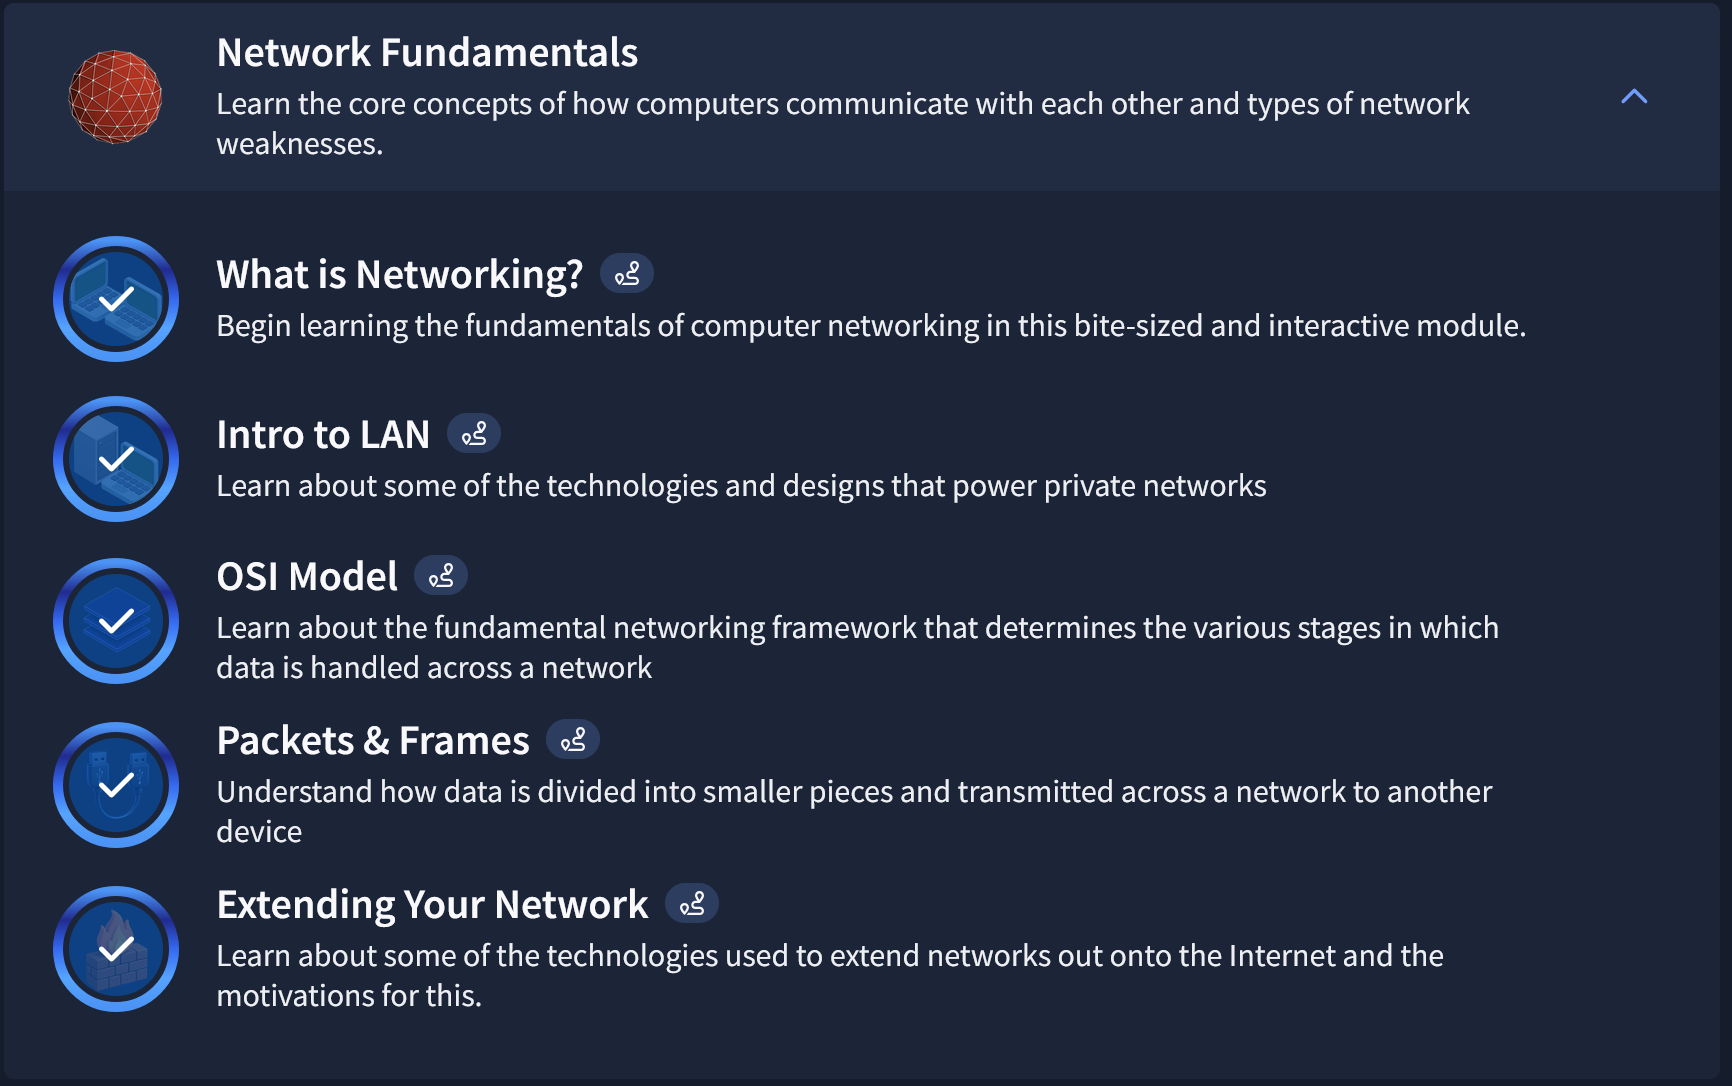 Network Fundamentals
Learn the core concepts of how computers communicate with each other and types of network
weaknesses.
What is Networking?
Begin learning the fundamentals of computer networking in this bite-sized and interactive module.
Intro to LAN
Learn about some of the technologies and designs that power private networks
OSI Model
Learn about the fundamental networking framework that determines the various stages in which
data is handled across a network
Packets & Frames
Understand how data is divided into smaller pieces and transmitted across a network to another
device
Extending Your Network
Learn about some of the technologies used to extend networks out onto the Internet and the
motivations for this.